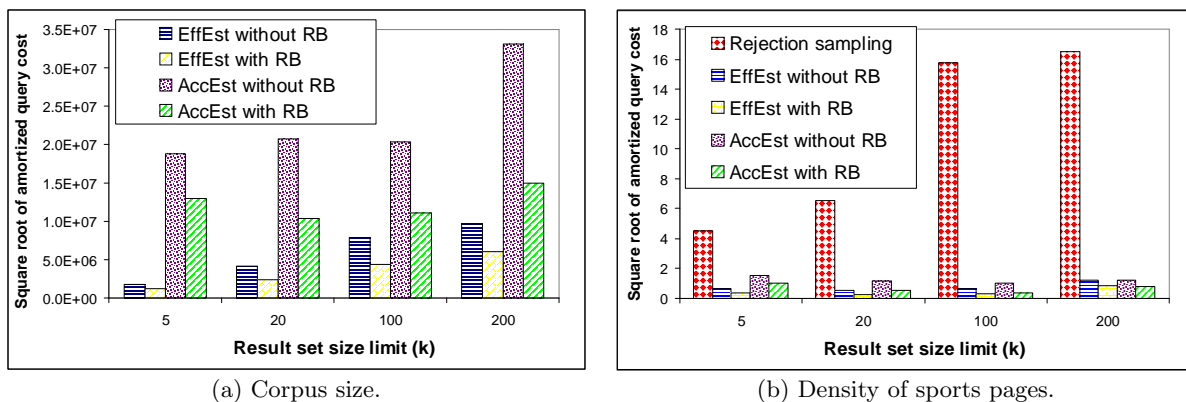 Square root of amortized query cost
3.5E+07
3.0E+07
2.5E+07
2.0E+07
1.5E+07
1.0E+07
5.0E+06
0.0E+00
EffEst without RB
EffEst with RB
AccEst without RB
AccEst with RB
5 20 100 200
Result set size limit (k)
(a) Corpus size.
Square root of amortized query cost
18
16
14
12
10
8
6
4
2
0
Rejection sampling
EffEst without RB
EffEst with RB
AccEst without RB
AccEst with RB
5 20 100 200
Result set size limit (k)
(b) Density of sports pages.